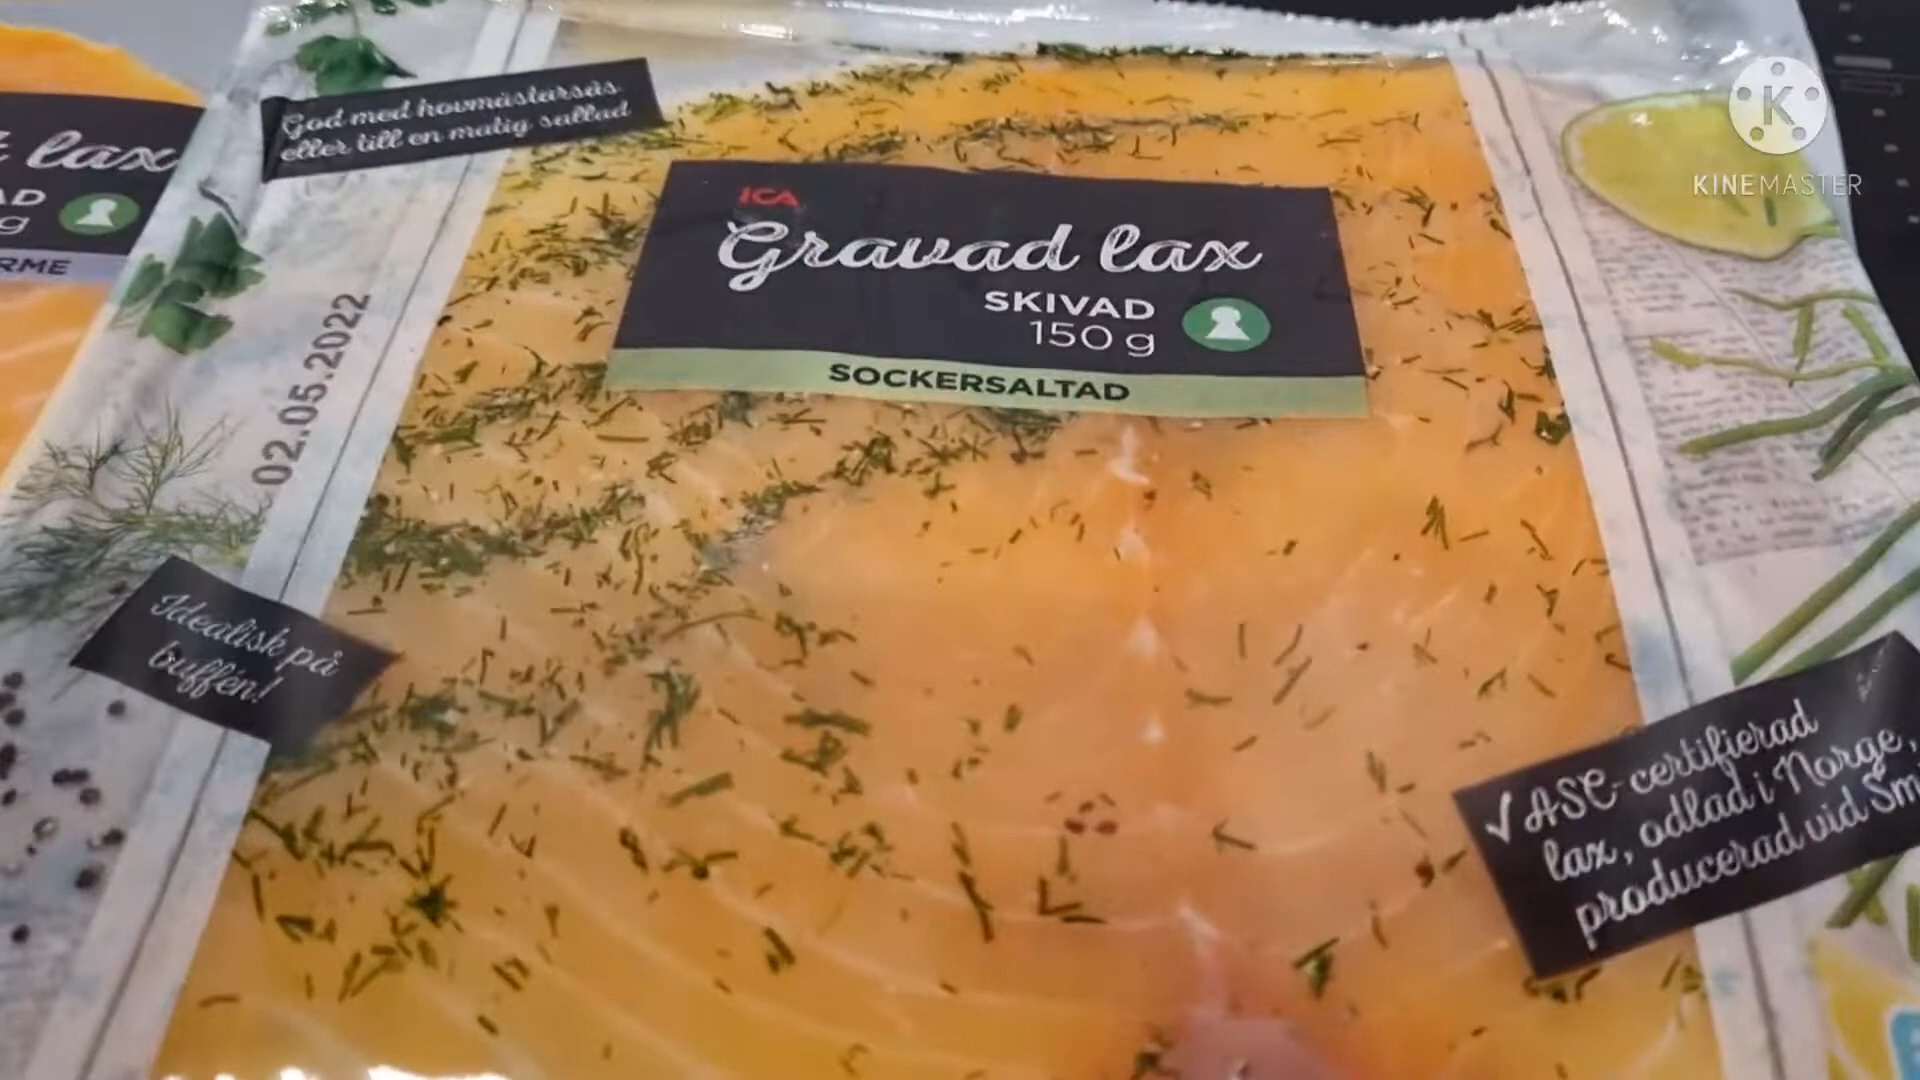 God med hovmästarsås
eller till en matig sallad
lax
AD
g
RME
ICA
Gravad lax
SKIVAD
150 g
SOCKERSALTAD
02.05.2022
Idealisk på
buffén!
✓ ASC-certifierad
lax, odlad i Norge,
producerad vid Sm
K
KINEMASTER